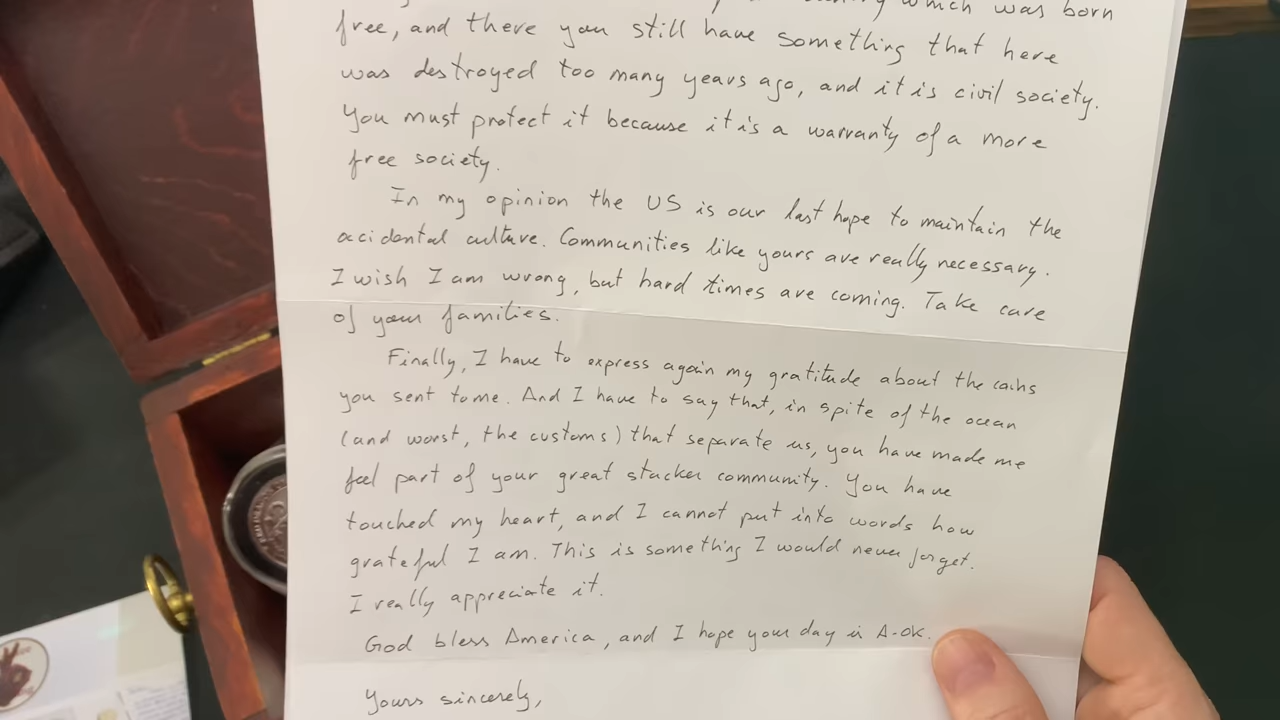 which was born
free, and there you still have something that here
was destroyed too many years ago, and it is civil society.
You must protect it because it is a warranty of a more
free society.
In my opinion the US is our last hope to maintain the
occidental culture. Communities like yours are really necessary.
I wish I am wrong, but hard times are coming. Take care
of your families.
Finally, I have to express again my gratitude about the coins
you sent to me. And I have to say that, in spite of the ocean
(and worst, the customs) that separate us, you have made me
feel part of your great stacker community. You have
touched my heart, and I cannot put into words how
grateful I am. This is something I would never forget.
I really appreciate it.
God bless America, and I hope your day is A-OK.
Yours sincerely,